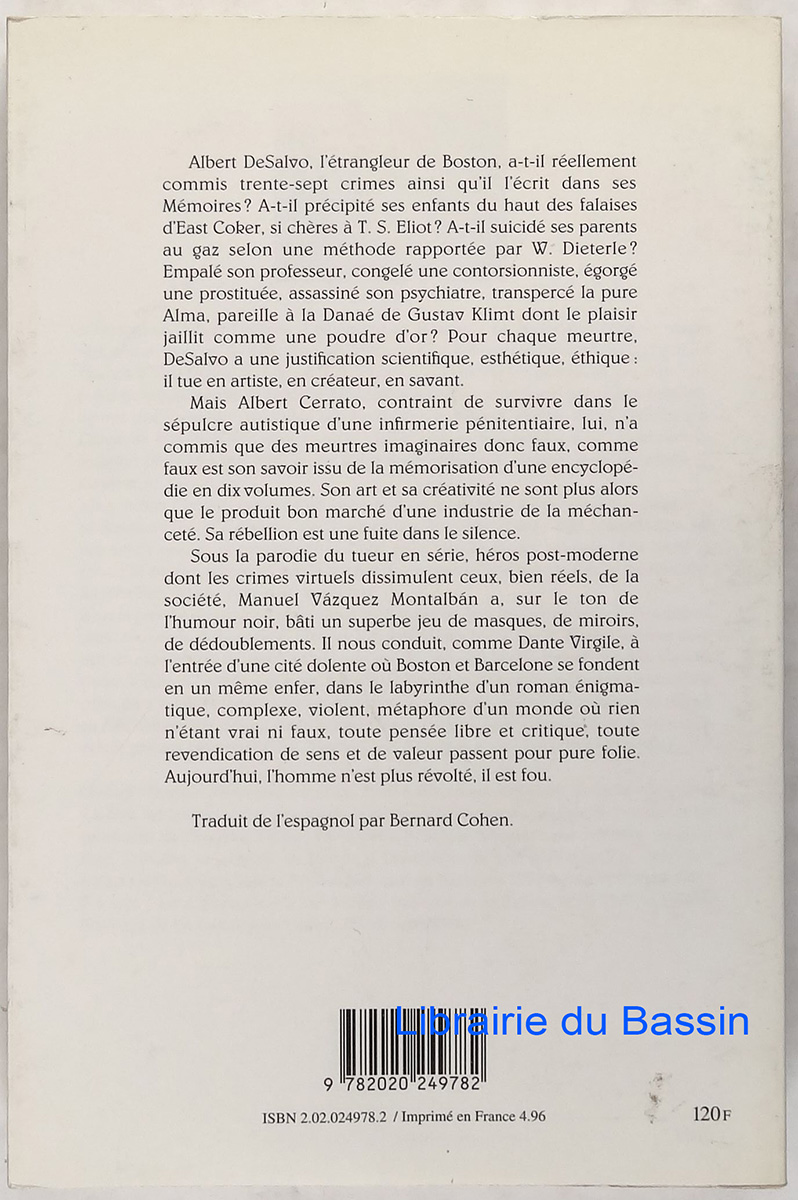 Albert DeSalvo, l'étrangleur de Boston, a-t-il réellement
commis trente-sept crimes ainsi qu'il l'écrit dans ses
Mémoires ? A-t-il précipité ses enfants du haut des falaises
d'East Coker, si chères à T. S. Eliot ? A-t-il suicidé ses parents
au gaz selon une méthode rapportée par W. Dieterle ?
Empalé son professeur, congelé une contorsionniste, égorgé
une prostituée, assassiné son psychiatre, transpercé la pure
Alma, pareille à la Danaé de Gustav Klimt dont le plaisir
jaillit comme une poudre d'or ? Pour chaque meurtre,
DeSalvo a une justification scientifique, esthétique, éthique :
il tue en artiste, en créateur, en savant.
Mais Albert Cerrato, contraint de survivre dans le
sépulcre autistique d'une infirmerie pénitentiaire, lui, n'a
commis que des meurtres imaginaires donc faux, comme
faux est son savoir issu de la mémorisation d'une encyclopé-
die en dix volumes. Son art et sa créativité ne sont plus alors
que le produit bon marché d'une industrie de la méchan-
ceté. Sa rébellion est une fuite dans le silence.
Sous la parodie du tueur en série, héros post-moderne
dont les crimes virtuels dissimulent ceux, bien réels, de la
société, Manuel Vázquez Montalbán a, sur le ton de
l'humour noir, bâti un superbe jeu de masques, de miroirs,
de dédoublements. Il nous conduit, comme Dante Virgile, à
l'entrée d'une cité dolente où Boston et Barcelone se fondent
en un même enfer, dans le labyrinthe d'un roman énigma-
tique, complexe, violent, métaphore d'un monde où rien
n'étant vrai ni faux, toute pensée libre et critique, toute
revendication de sens et de valeur passent pour pure folie.
Aujourd'hui, l'homme n'est plus révolté, il est fou.
Traduit de l'espagnol par Bernard Cohen.
Librairie du Bassin
9 782020 249782
ISBN 2.02.024978.2 / Imprimé en France 4.96
120 F